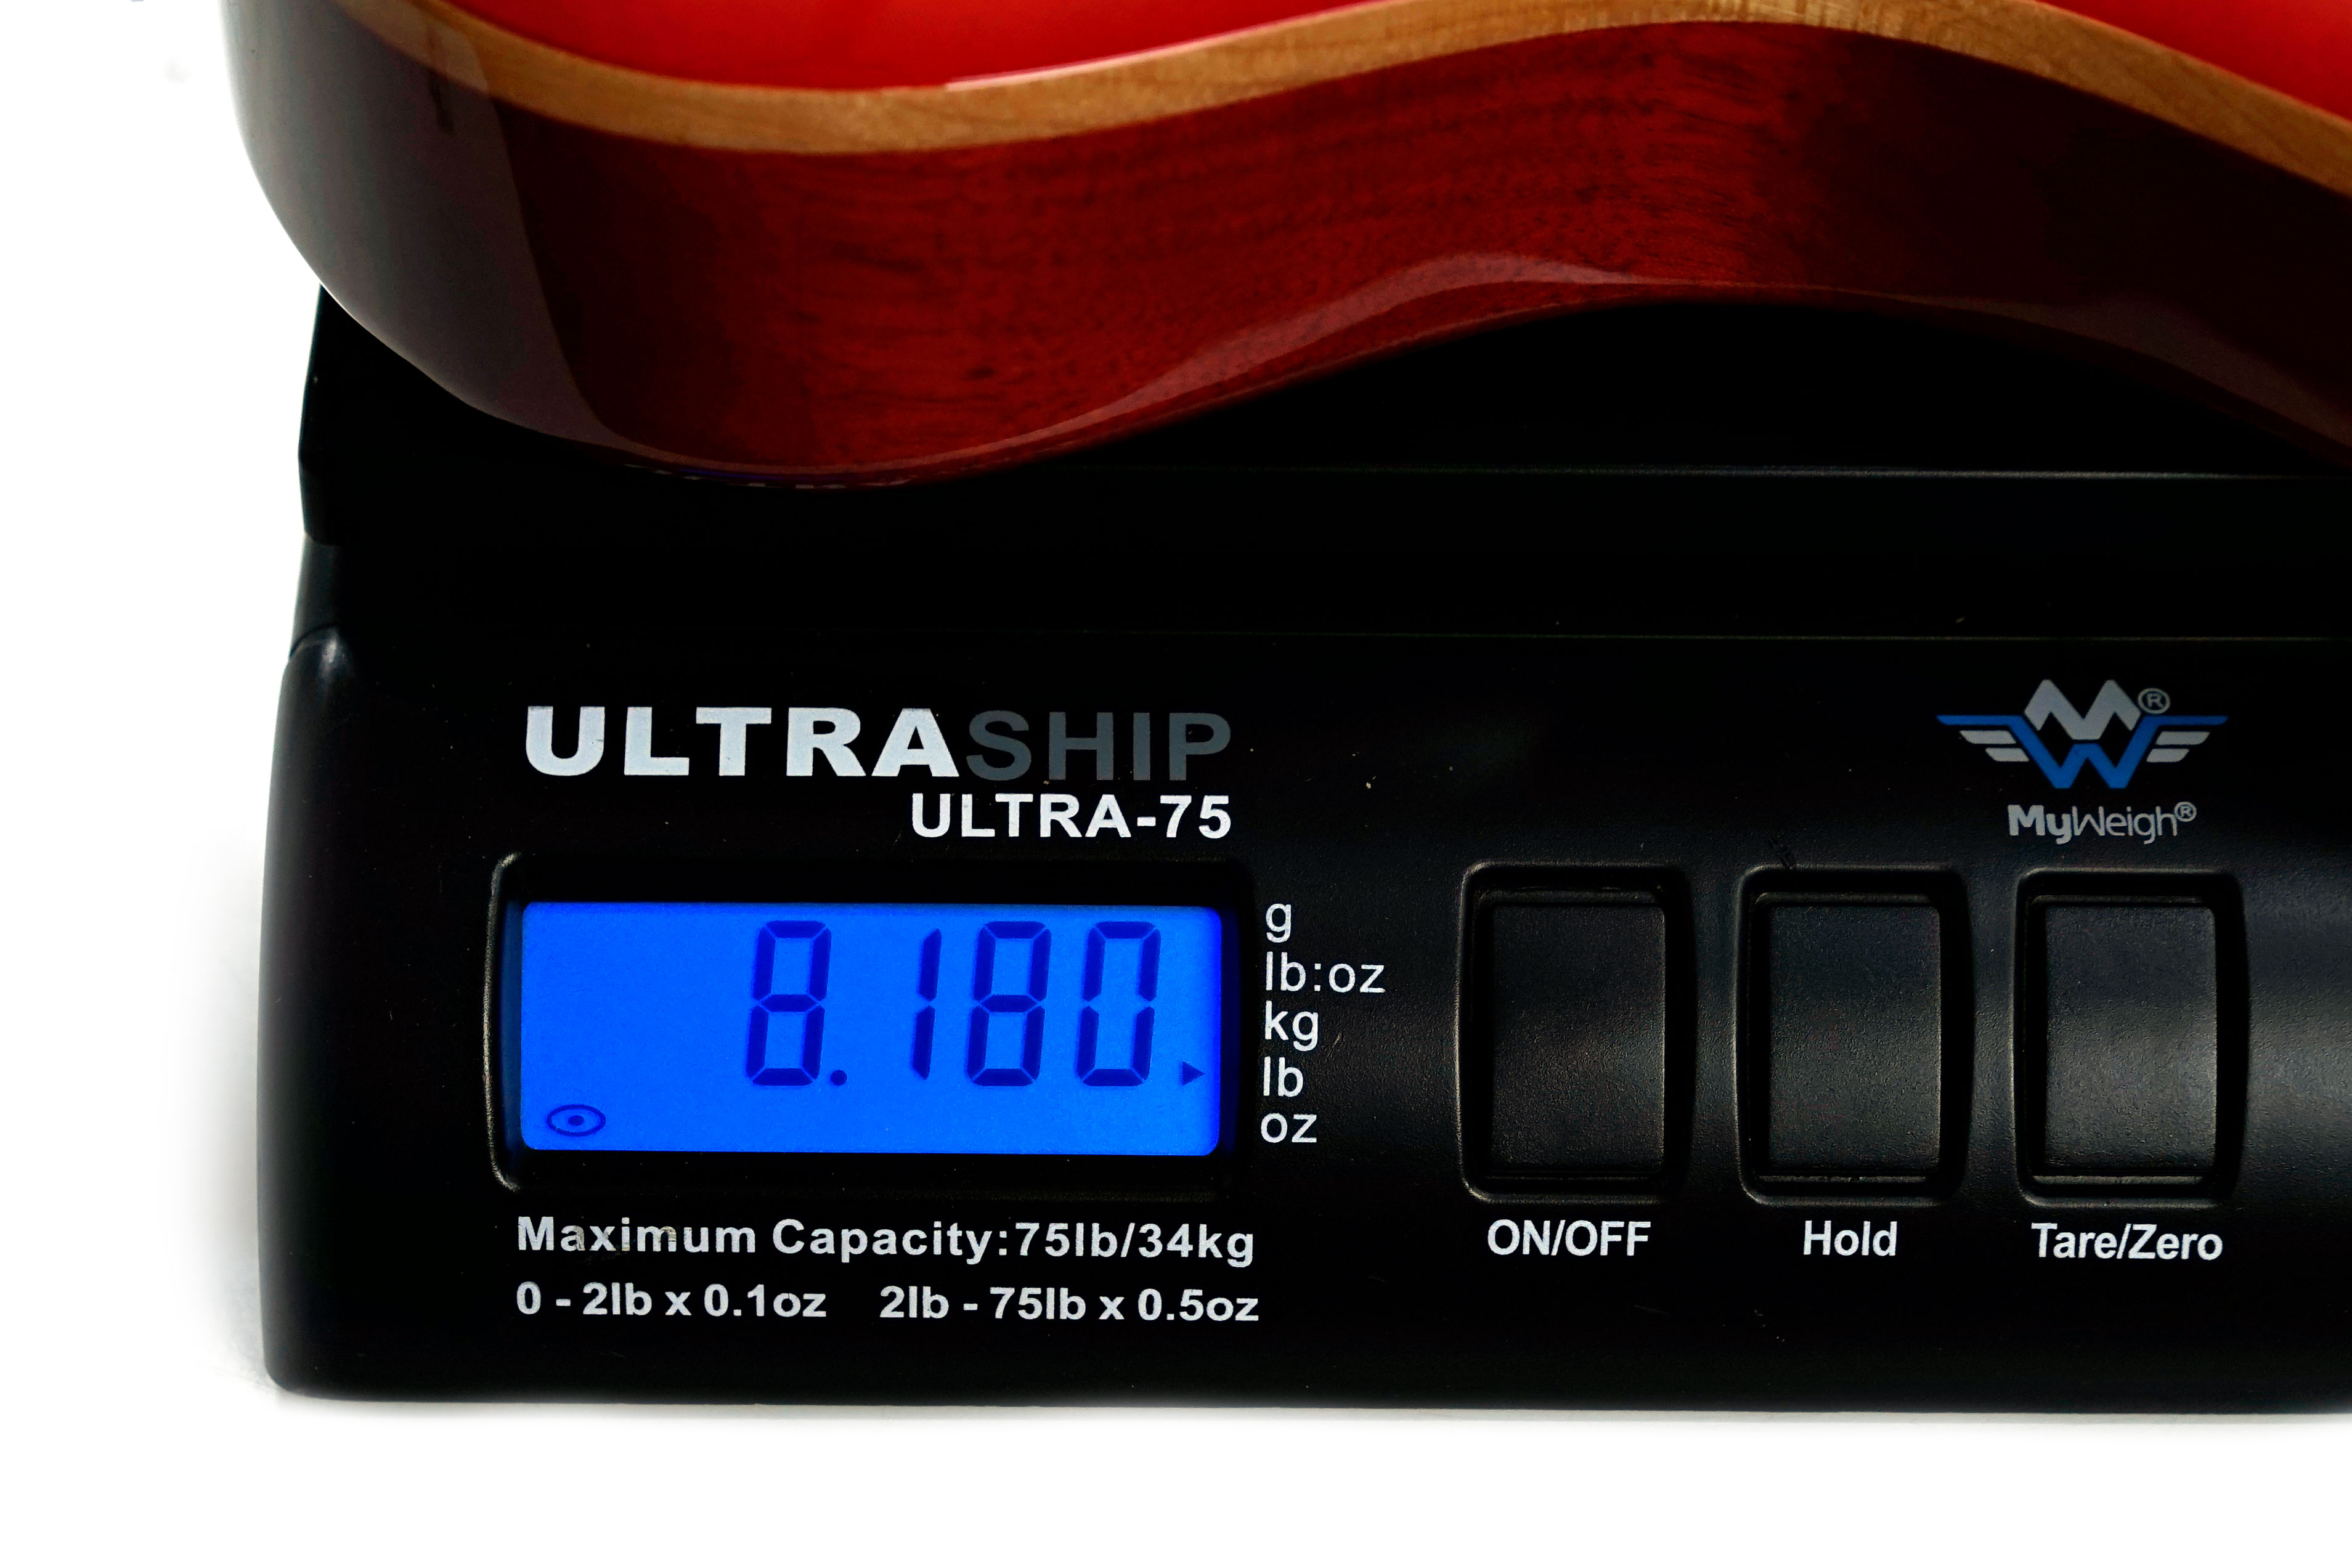 ULTRASHIP
ULTRA-75
®
MyWeigh®
8.180
g
lb:oz
kg
lb
oz
Maximum Capacity:75lb/34kg
0 - 2lb x 0.1oz 2lb - 75lb x 0.5oz
ON/OFF
Hold
Tare/Zero